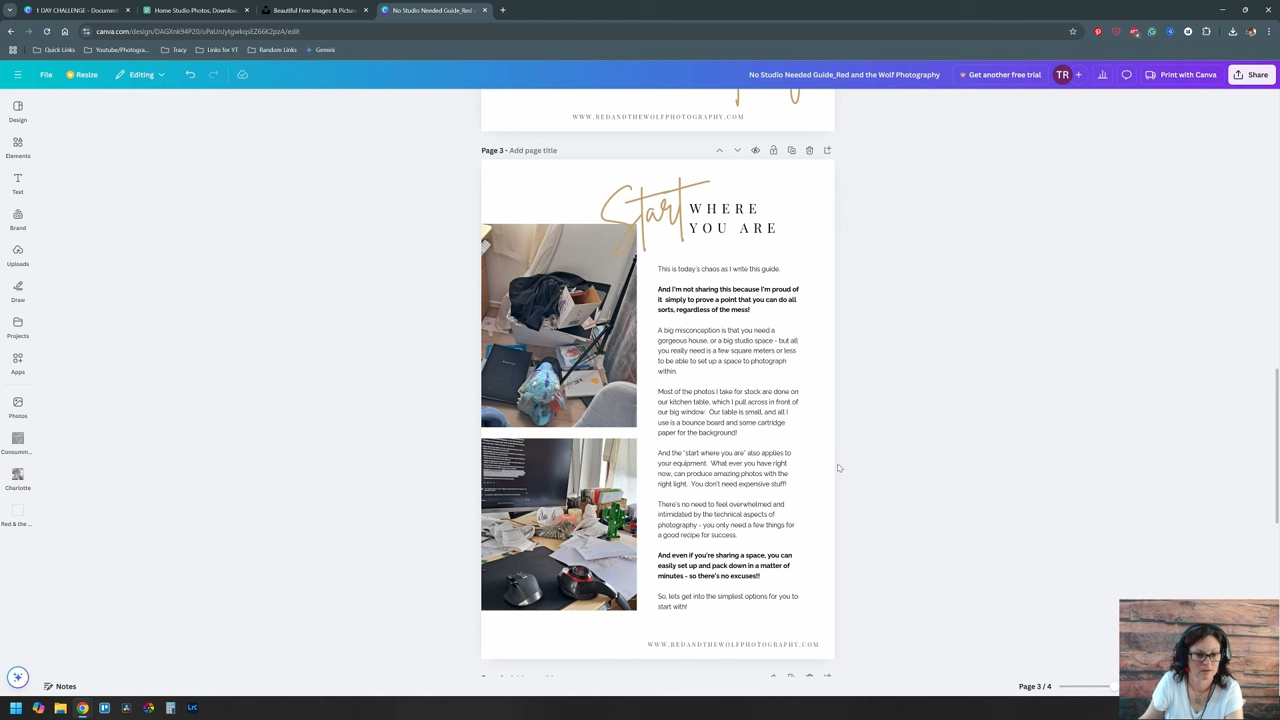 1 DAY CHALLENGE - Document
Home Studio Photos, Downloa
Beautiful Free Images & Picture
No Studio Needed Guide_Red
canva.com/design/DAGXnk94P20/uPaUnJytgwkqsEZ66K2pzA/edit
Quick Links
Youtube/Photogra...
Tracy
Links for YT
Random Links
Gemini
File
Resize
Editing
No Studio Needed Guide_Red and the Wolf Photography
Get another free trial
TR
Print with Canva
Share
Design
Elements
Text
Brand
Uploads
Draw
Projects
Apps
Photos
Consumm...
Charlotte
Red & the ...
WWW.REDANDTHEWOLFPHOTOGRAPHY.COM
Page 3 - Add page title
Start WHERE
YOU ARE
This is today's chaos as I write this guide.
And I'm not sharing this because I'm proud of
it simply to prove a point that you can do all
sorts, regardless of the mess!
A big misconception is that you need a
gorgeous house, or a big studio space - but all
you really need is a few square meters or less
to be able to set up a space to photograph
within.
Most of the photos I take for stock are done on
our kitchen table, which I pull across in front of
our big window. Our table is small, and all I
use is a bounce board and some cartridge
paper for the background!
And the "start where you are" also applies to
your equipment. What ever you have right
now, can produce amazing photos with the
right light. You don't need expensive stuff!
There's no need to feel overwhelmed and
intimidated by the technical aspects of
photography - you only need a few things for
a good recipe for success.
And even if you're sharing a space, you can
easily set up and pack down in a matter of
minutes - so there's no excuses!!
So, lets get into the simplest options for you to
start with!
WWW.REDANDTHEWOLFPHOTOGRAPHY.COM
Notes
Page 3 / 4
Lrc